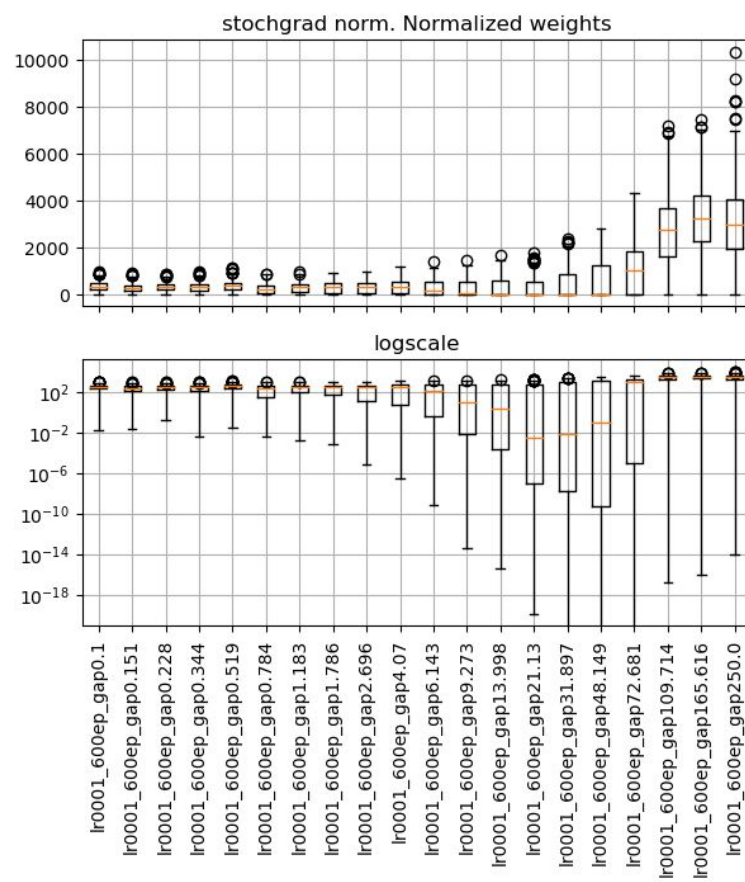 stochgrad norm. Normalized weights
10000
8000
6000
4000
2000
0
logscale
10²
10⁻²
10⁻⁶
10⁻¹⁰
10⁻¹⁴
10⁻¹⁸
lr0001_600ep_gap0.1
lr0001_600ep_gap0.151
lr0001_600ep_gap0.228
lr0001_600ep_gap0.344
lr0001_600ep_gap0.519
lr0001_600ep_gap0.784
lr0001_600ep_gap1.183
lr0001_600ep_gap1.786
lr0001_600ep_gap2.696
lr0001_600ep_gap4.07
lr0001_600ep_gap6.143
lr0001_600ep_gap9.273
lr0001_600ep_gap13.998
lr0001_600ep_gap21.13
lr0001_600ep_gap31.897
lr0001_600ep_gap48.149
lr0001_600ep_gap72.681
lr0001_600ep_gap109.714
lr0001_600ep_gap165.616
lr0001_600ep_gap250.0